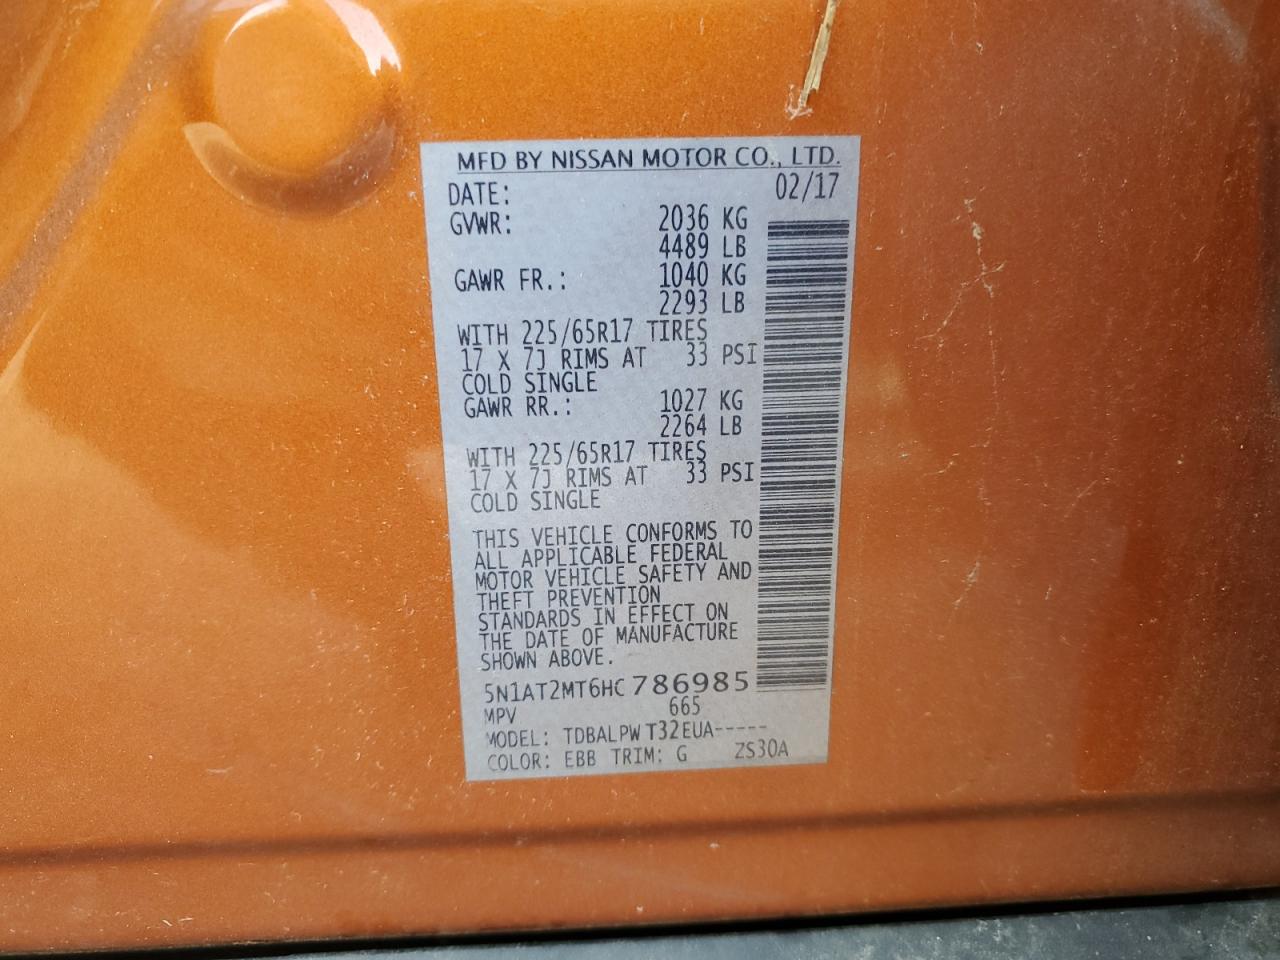 MFD BY NISSAN MOTOR CO., LTD.
DATE: 02/17
GVWR: 2036 KG
4489 LB
GAWR FR.: 1040 KG
2293 LB
WITH 225/65R17 TIRES
17 X 7J RIMS AT 33 PSI
COLD SINGLE
GAWR RR.: 1027 KG
2264 LB
WITH 225/65R17 TIRES
17 X 7J RIMS AT 33 PSI
COLD SINGLE
THIS VEHICLE CONFORMS TO
ALL APPLICABLE FEDERAL
MOTOR VEHICLE SAFETY AND
THEFT PREVENTION
STANDARDS IN EFFECT ON
THE DATE OF MANUFACTURE
SHOWN ABOVE.
5N1AT2MT6HC786985
MPV 665
MODEL: TDBALPW T32EUA-----
COLOR: EBB TRIM: G ZS30A